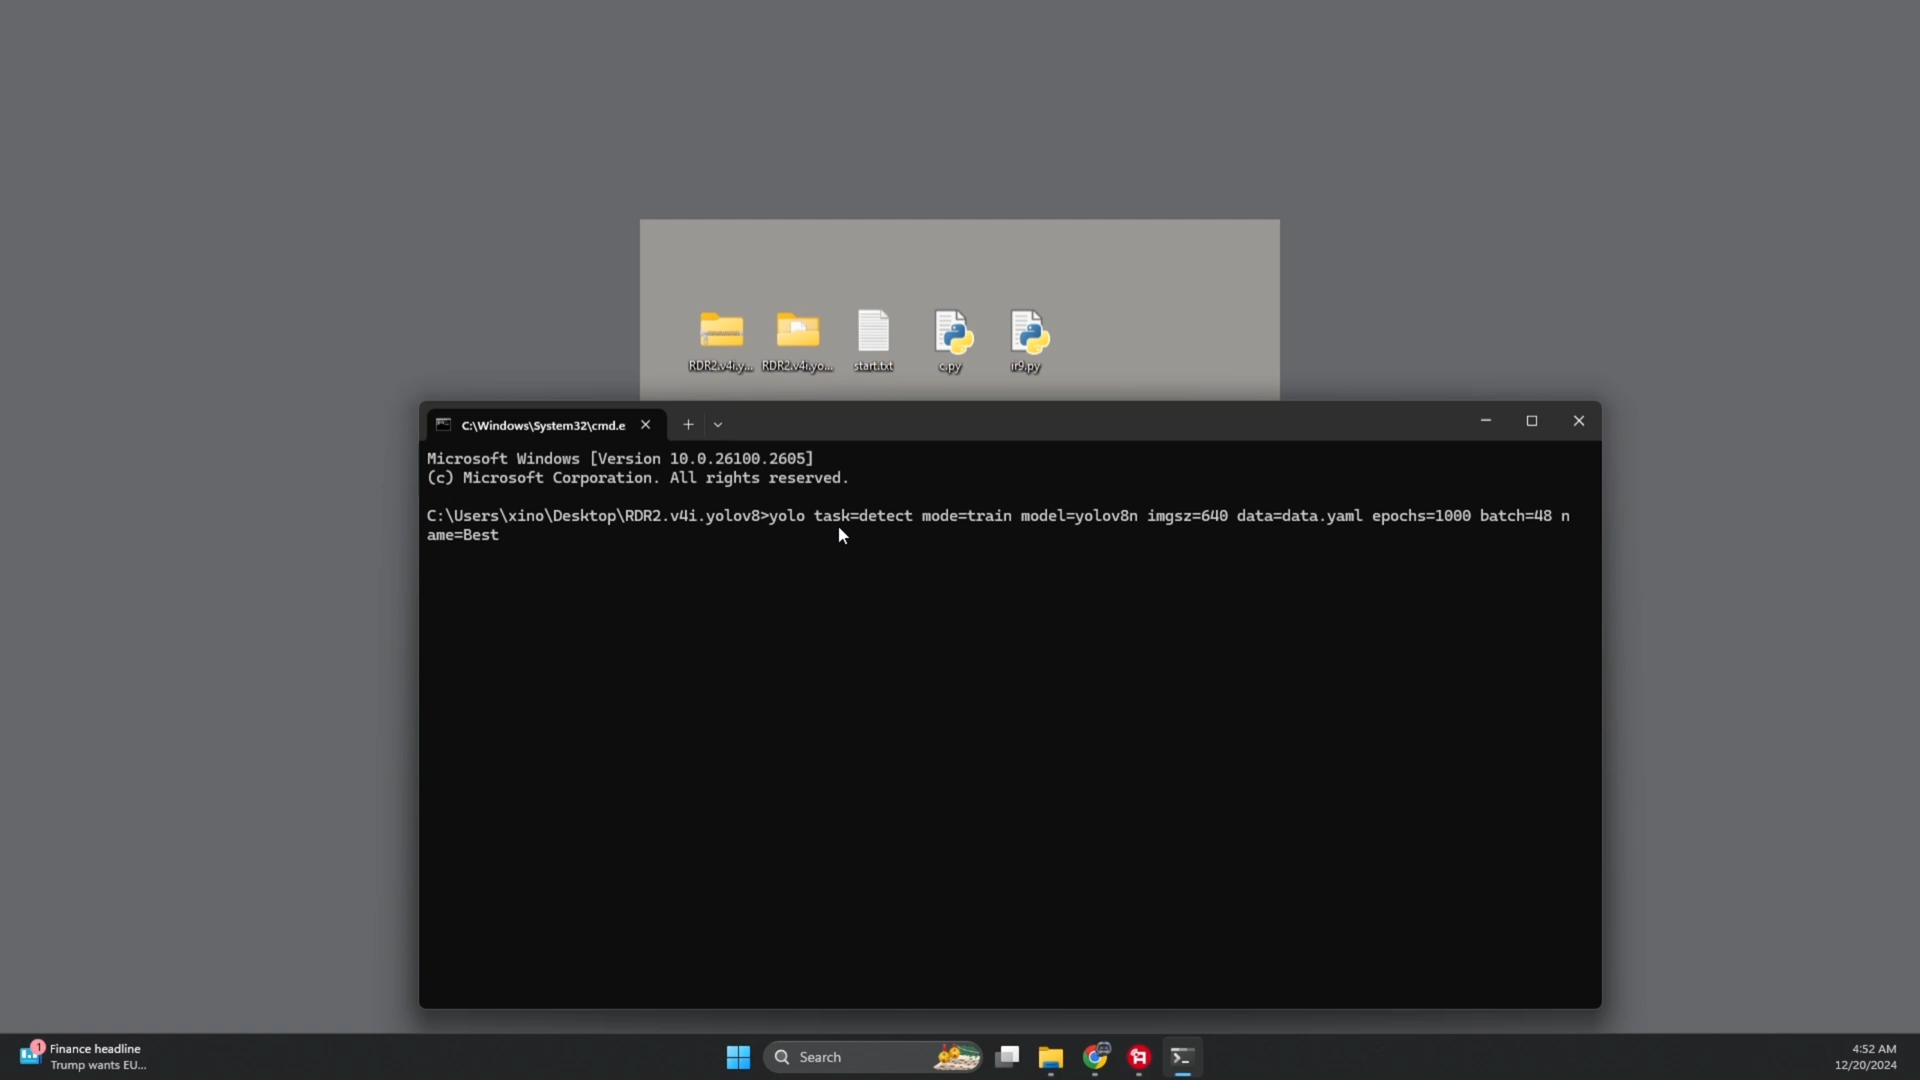 RDR2.v4i.y...
RDR2.v4i.yo...
start.txt
c.py
ir9.py
C:\Windows\System32\cmd.e
Microsoft Windows [Version 10.0.26100.2605]
(c) Microsoft Corporation. All rights reserved.
C:\Users\xino\Desktop\RDR2.v4i.yolov8>yolo task=detect mode=train model=yolov8n imgsz=640 data=data.yaml epochs=1000 batch=48 n
ame=Best
1
Finance headline
Trump wants EU...
Search
4:52 AM
12/20/2024